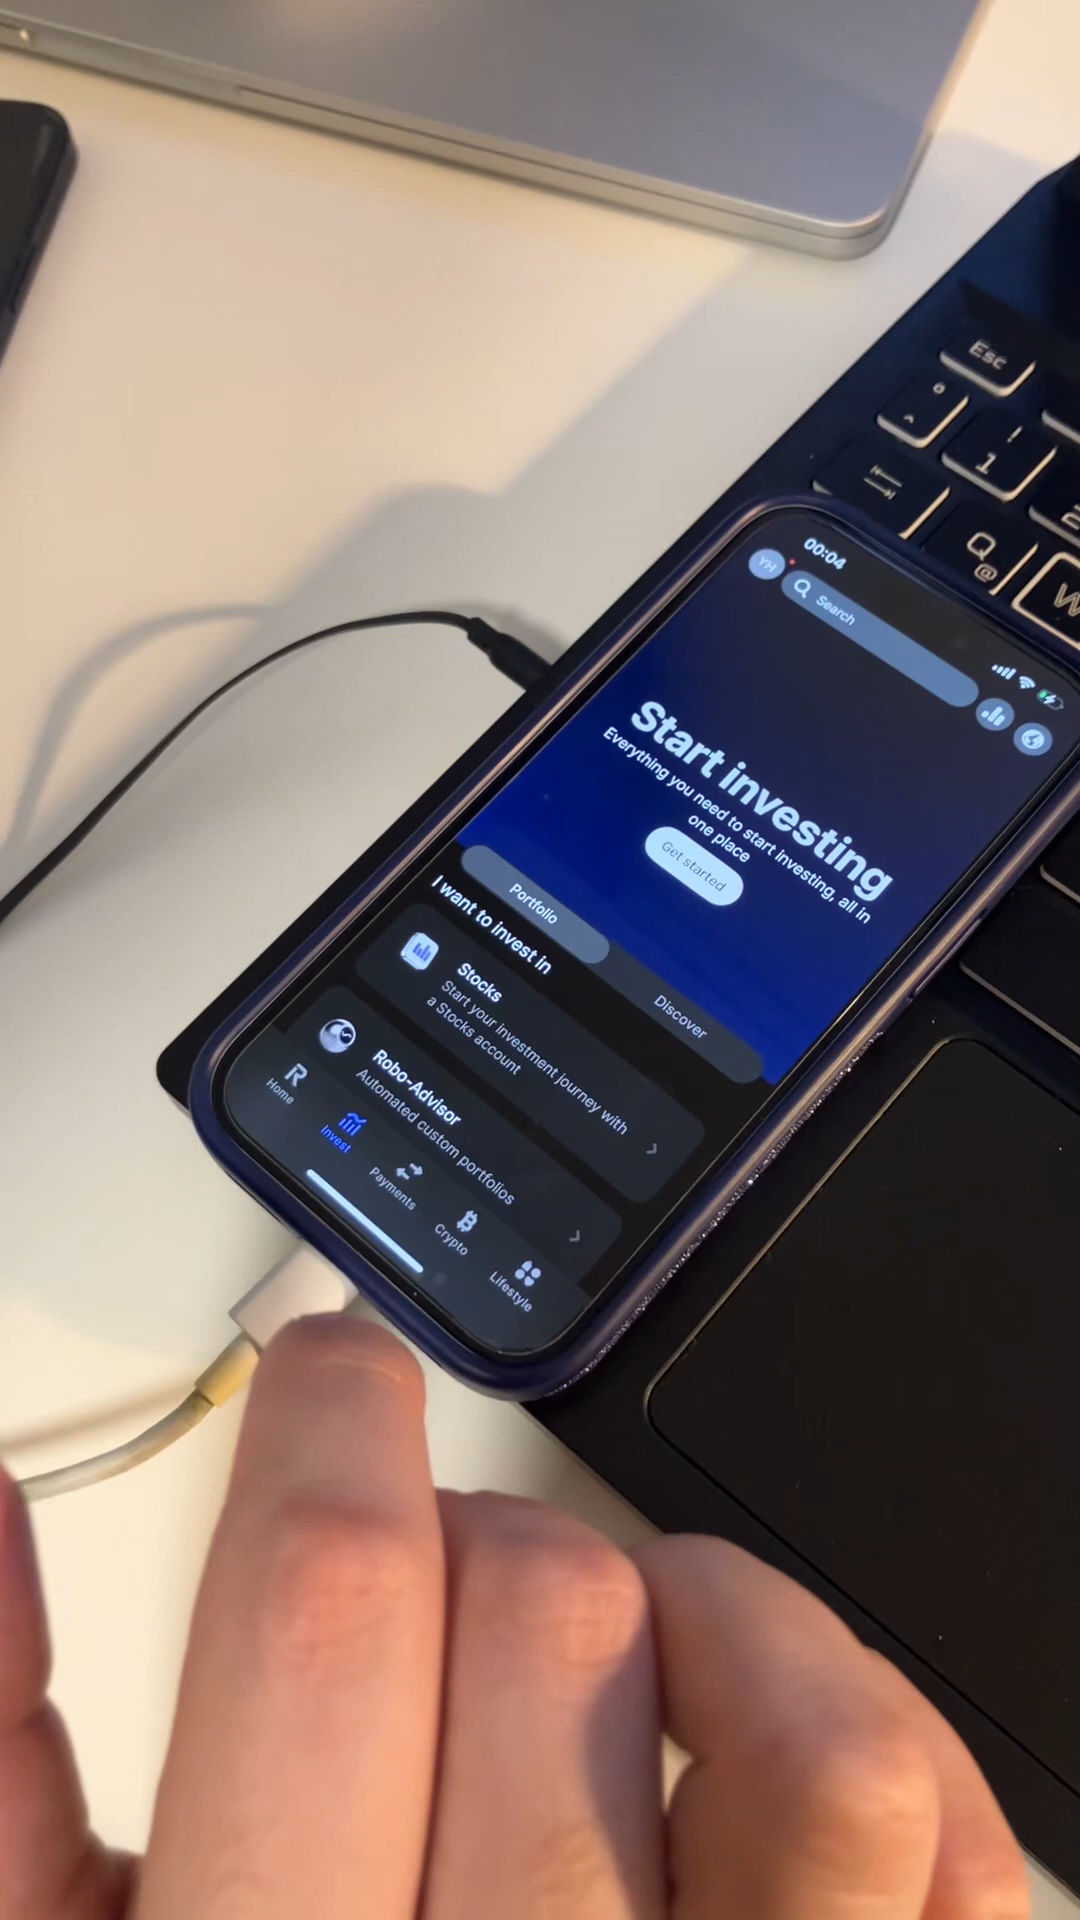 Esc
°
^
!
1
2
Q
@
W
00:04
YH
Search
Start investing
Everything you need to start investing, all in
one place
Get started
Portfolio
Discover
I want to invest in
Stocks
Start your investment journey with
a Stocks account
Robo-Advisor
Automated custom portfolios
Home
Invest
Payments
Crypto
Lifestyle